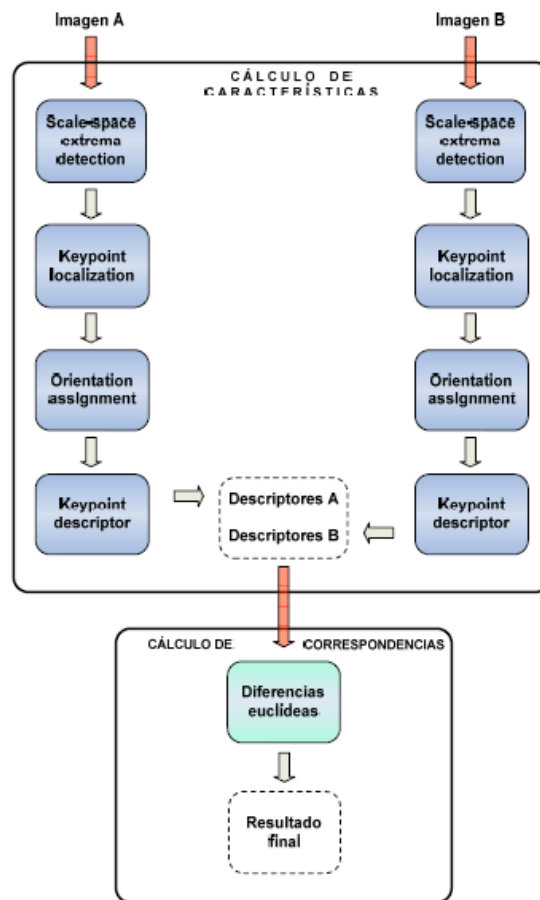 Imagen A
Imagen B
CÁLCULO DE
CARACTERÍSTICAS
Scale-space
extrema
detection
Scale-space
extrema
detection
Keypoint
localization
Keypoint
localization
Orientation
assignment
Orientation
assignment
Keypoint
descriptor
Descriptores A
Descriptores B
Keypoint
descriptor
CÁLCULO DE CORRESPONDENCIAS
Diferencias
euclídeas
Resultado
final